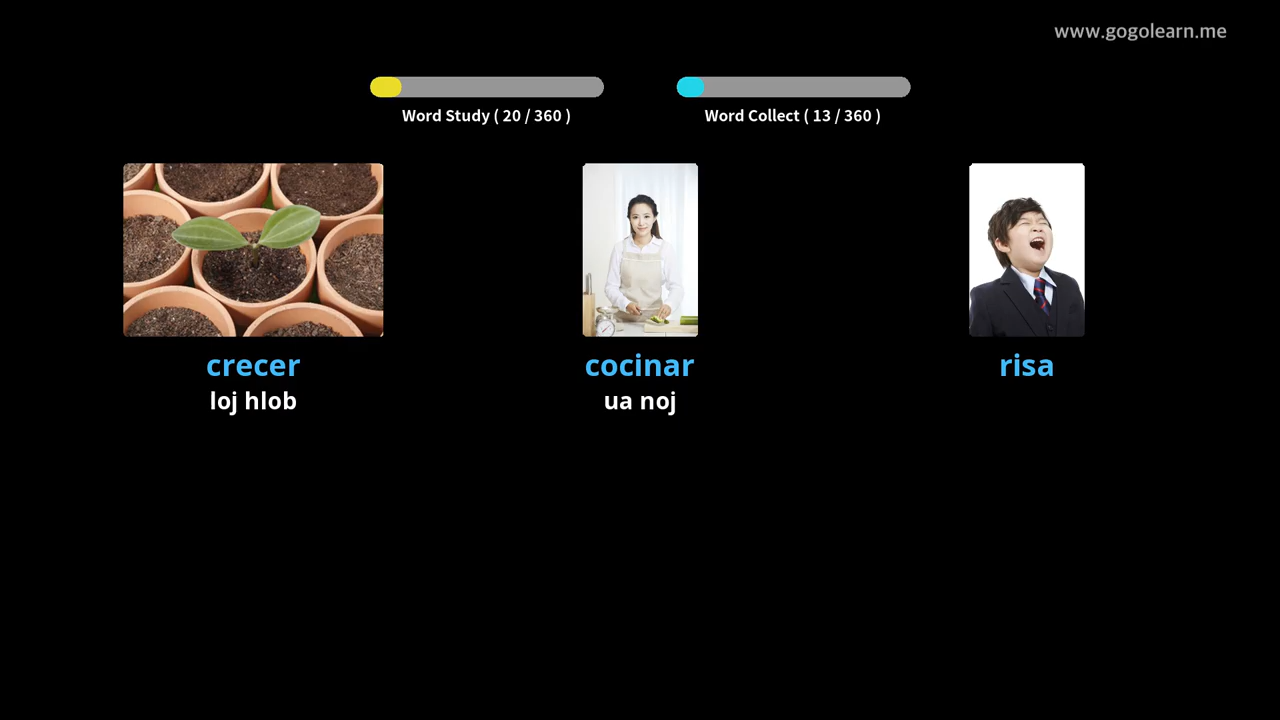 www.gogolearn.me
Word Study ( 20 / 360 )
Word Collect ( 13 / 360 )
crecer
loj hlob
cocinar
ua noj
risa